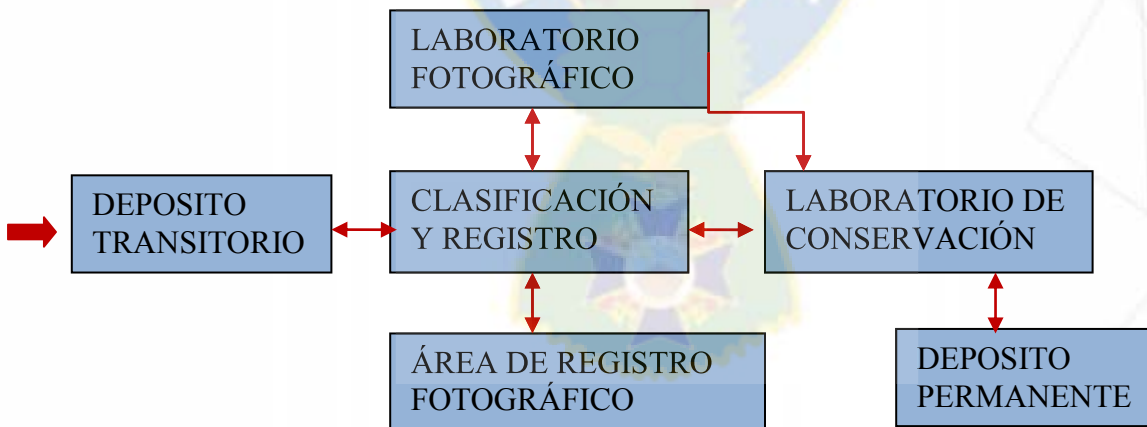 LABORATORIO
FOTOGRÁFICO
DEPOSITO
TRANSITORIO
CLASIFICACIÓN
Y REGISTRO
LABORATORIO DE
CONSERVACIÓN
ÁREA DE REGISTRO
FOTOGRÁFICO
DEPOSITO
PERMANENTE